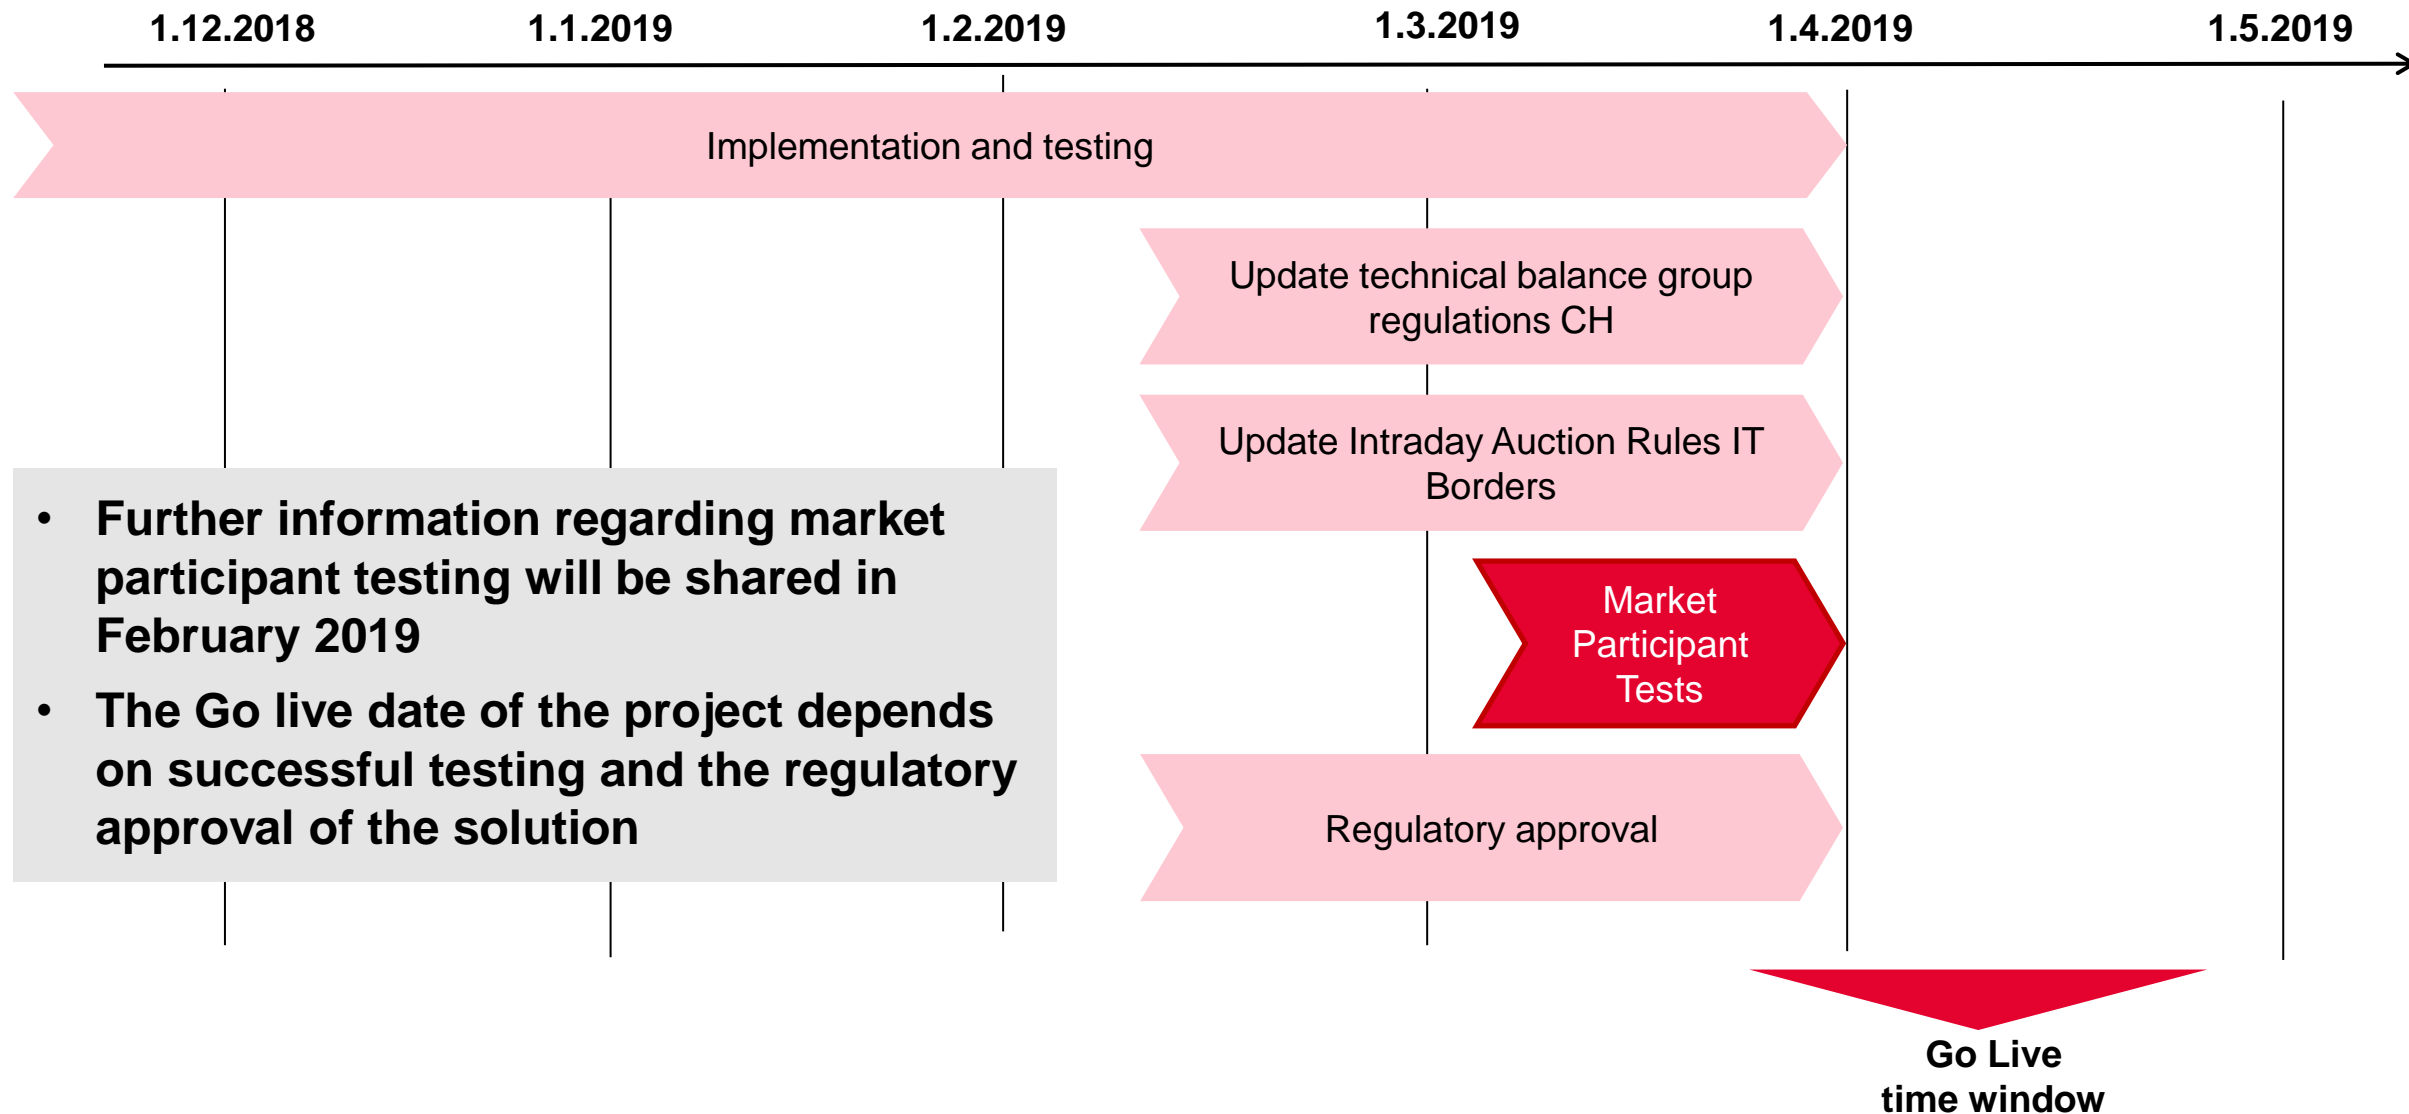 1.12.2018
1.1.2019
1.2.2019
1.3.2019
1.4.2019
1.5.2019
Implementation and testing
Update technical balance group
regulations CH
Update Intraday Auction Rules IT
Borders
• Further information regarding market
participant testing will be shared in
February 2019
• The Go live date of the project depends
on successful testing and the regulatory
approval of the solution
Market
Participant
Tests
Regulatory approval
Go Live
time window